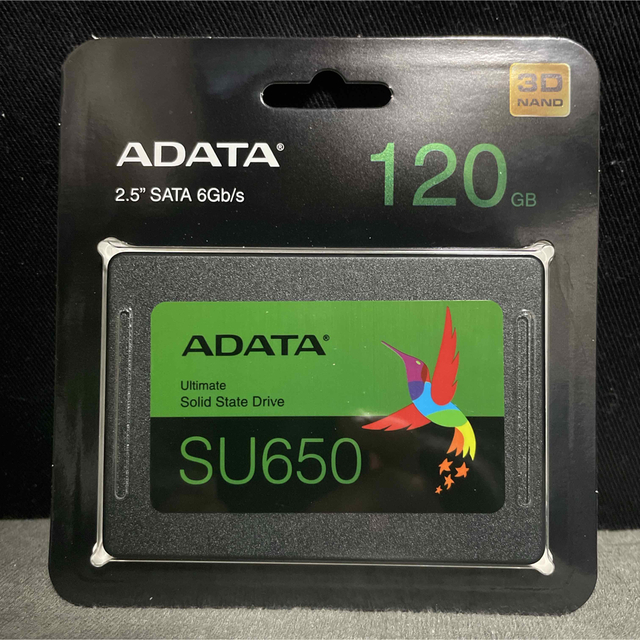 3D
NAND
ADATA®
120 GB
2.5" SATA 6Gb/s
ADATA®
Ultimate
Solid State Drive
SU650